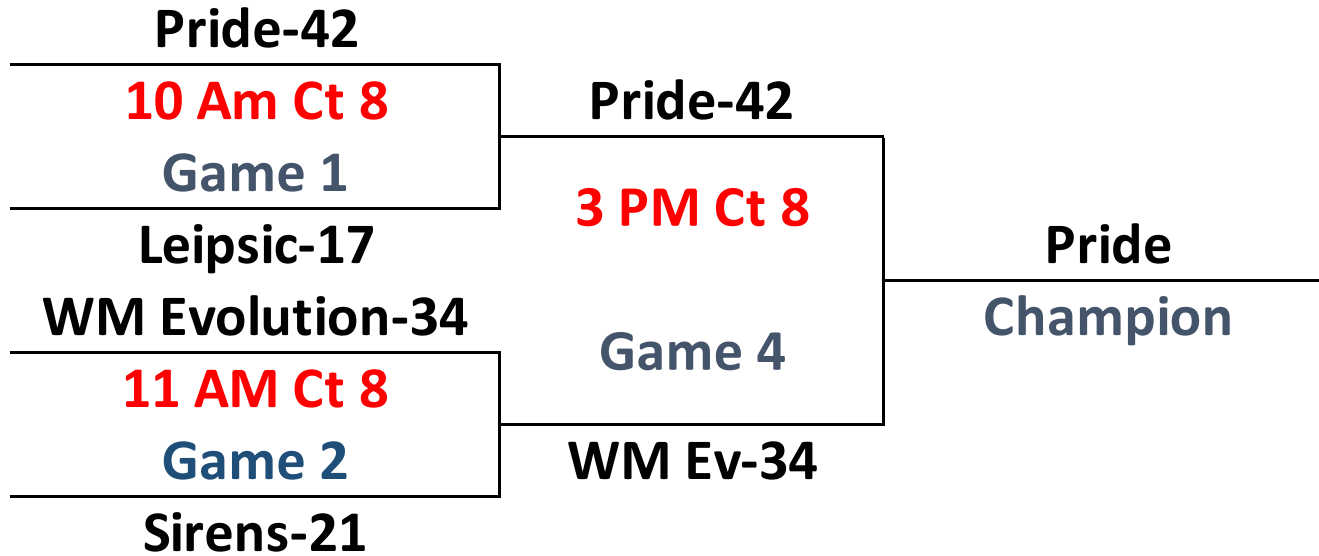 Pride-42
10 Am Ct 8
Game 1
Leipsic-17
WM Evolution-34
11 AM Ct 8
Game 2
Sirens-21
Pride-42
3 PM Ct 8
Game 4
WM Ev-34
Pride
Champion